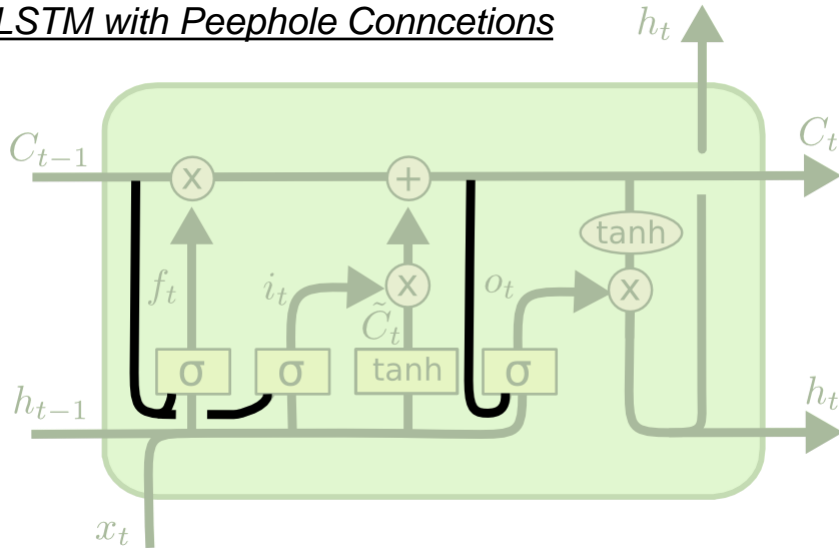 LSTM with Peephole Conncetions
h_t
C_{t-1}
C_t
x
+
tanh
f_t
i_t
x
o_t
x
C̃_t
σ
σ
tanh
σ
h_{t-1}
h_t
x_t